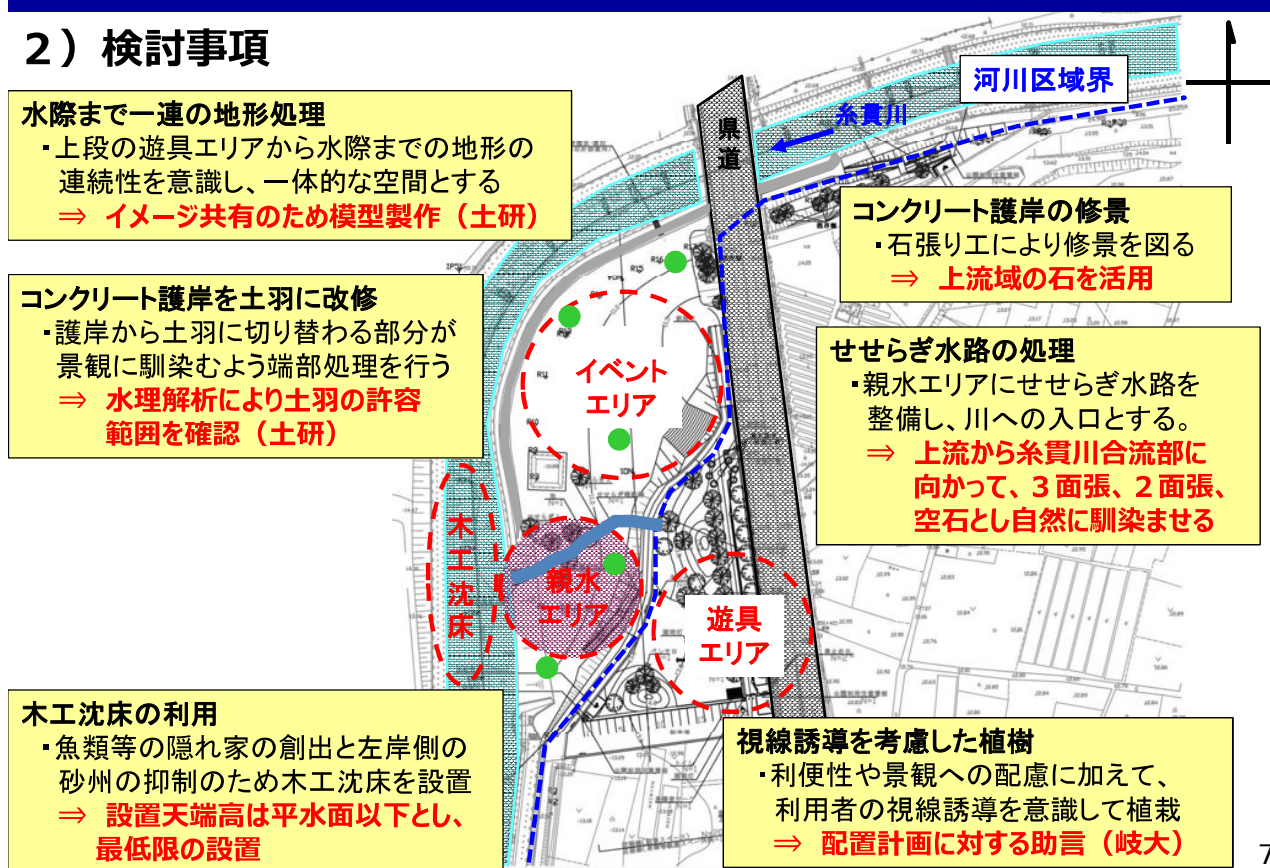 ２）検討事項
水際まで一連の地形処理
・上段の遊具エリアから水際までの地形の
連続性を意識し、一体的な空間とする
⇒ イメージ共有のため模型製作（土研）
コンクリート護岸を土羽に改修
・護岸から土羽に切り替わる部分が
景観に馴染むよう端部処理を行う
⇒ 水理解析により土羽の許容
範囲を確認（土研）
木工沈床の利用
・魚類等の隠れ家の創出と左岸側の
砂州の抑制のため木工沈床を設置
⇒ 設置天端高は平水面以下とし、
最低限の設置
県道
糸貫川
河川区域界
イベント
エリア
木工沈床
親水
エリア
遊具
エリア
コンクリート護岸の修景
・石張り工により修景を図る
⇒ 上流域の石を活用
せせらぎ水路の処理
・親水エリアにせせらぎ水路を
整備し、川への入口とする。
⇒ 上流から糸貫川合流部に
向かって、３面張、２面張、
空石とし自然に馴染ませる
視線誘導を考慮した植樹
・利便性や景観への配慮に加えて、
利用者の視線誘導を意識して植栽
⇒ 配置計画に対する助言（岐大）
7